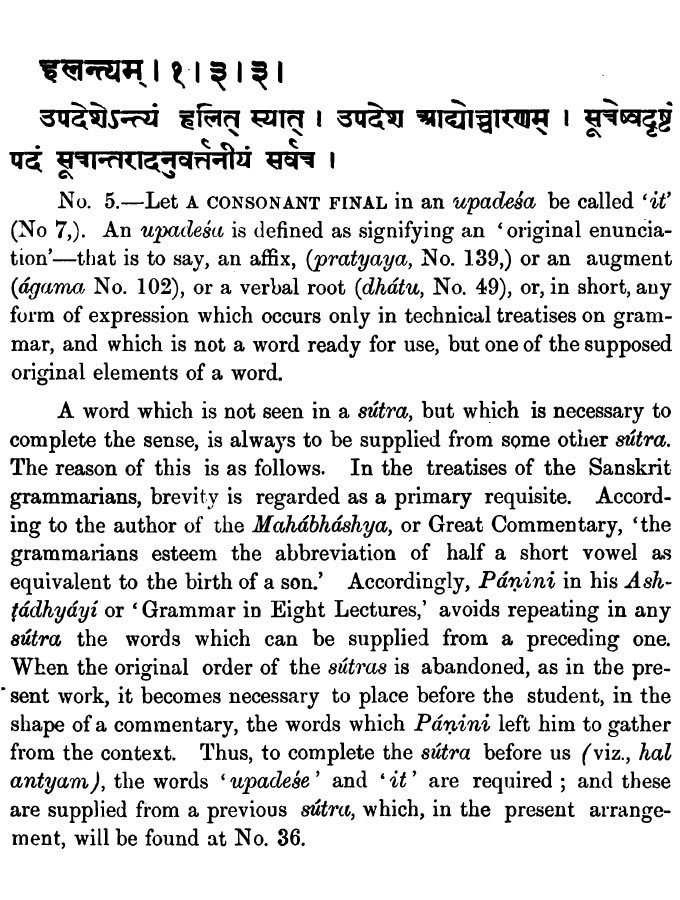 हलन्त्यम् । १ । ३ । ३ ।
उपदेशेऽन्त्यं हलित् स्यात् । उपदेश आद्योच्चारणम् । सूत्रेष्वदृष्टं
पदं सूत्रान्तरादनुवर्त्तनीयं सर्वत्र ।
No. 5.—Let A CONSONANT FINAL in an upadeśa be called ‘it’
(No 7,). An upadeśa is defined as signifying an ‘original enuncia-
tion’—that is to say, an affix, (pratyaya, No. 139,) or an augment
(ágama No. 102), or a verbal root (dhátu, No. 49), or, in short, any
form of expression which occurs only in technical treatises on gram-
mar, and which is not a word ready for use, but one of the supposed
original elements of a word.
A word which is not seen in a sútra, but which is necessary to
complete the sense, is always to be supplied from some other sútra.
The reason of this is as follows. In the treatises of the Sanskrit
grammarians, brevity is regarded as a primary requisite. Accord-
ing to the author of the Mahábháshya, or Great Commentary, ‘the
grammarians esteem the abbreviation of half a short vowel as
equivalent to the birth of a son.’ Accordingly, Páṇini in his Ash-
ṭádhyáyí or ‘Grammar in Eight Lectures,’ avoids repeating in any
sútra the words which can be supplied from a preceding one.
When the original order of the sútras is abandoned, as in the pre-
sent work, it becomes necessary to place before the student, in the
shape of a commentary, the words which Páṇini left him to gather
from the context. Thus, to complete the sútra before us (viz., hal
antyam), the words ‘upadeśe’ and ‘it’ are required ; and these
are supplied from a previous sútra, which, in the present arrange-
ment, will be found at No. 36.